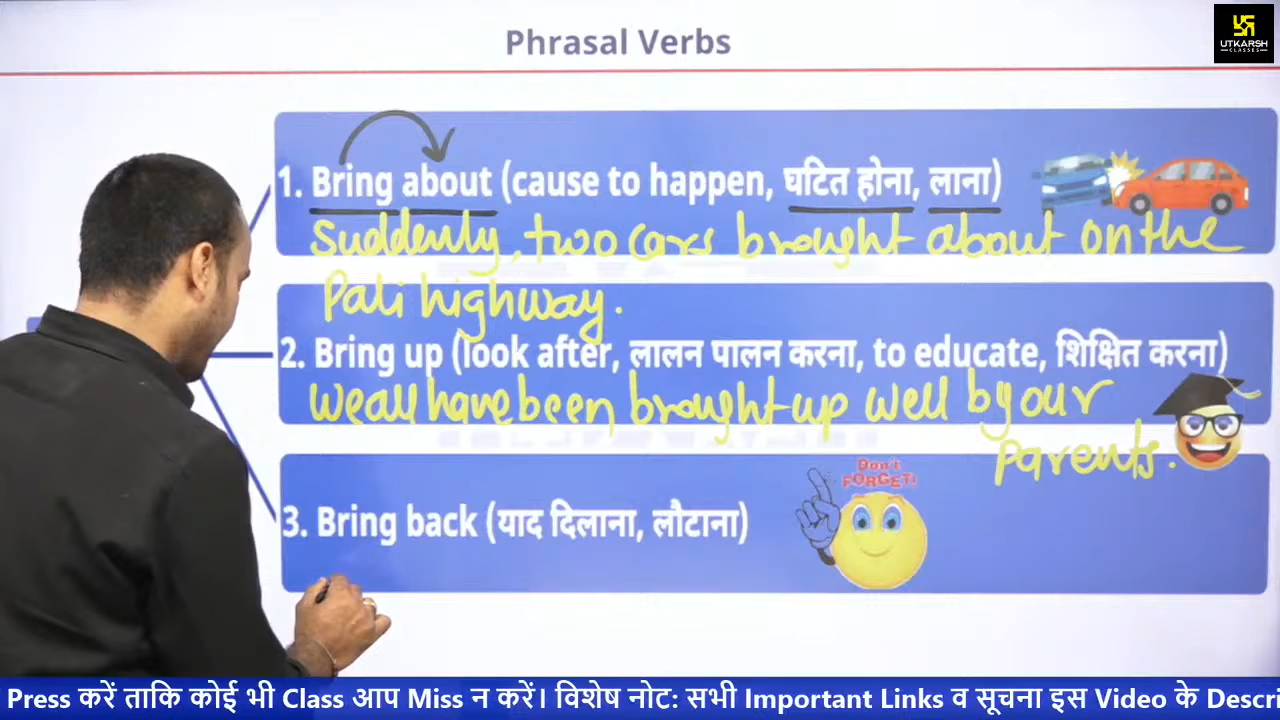 Phrasal Verbs
UTKARSH
CLASSES
1. Bring about (cause to happen, घटित होना, लाना)
Suddenly, two cars brought about on the
Pali highway.
2. Bring up (look after, लालन पालन करना, to educate, शिक्षित करना)
We all have been brought up well by our
parents.
Don't
FORGET!
3. Bring back (याद दिलाना, लौटाना)
Press करें ताकि कोई भी Class आप Miss न करें। विशेष नोट: सभी Important Links व सूचना इस Video के Descri